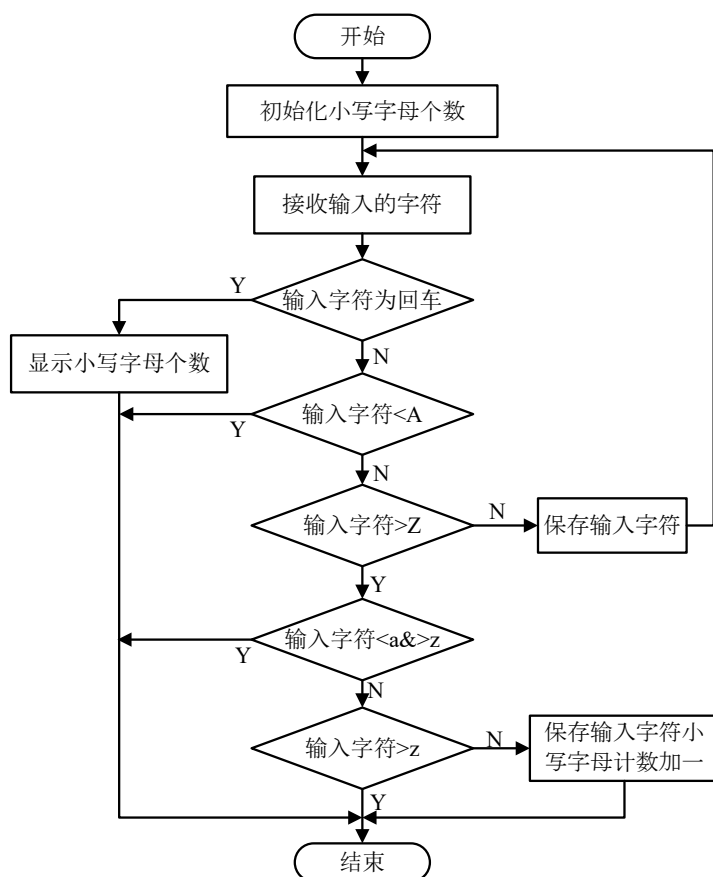 开始
初始化小写字母个数
接收输入的字符
Y
输入字符为回车
显示小写字母个数
N
输入字符<A
Y
N
输入字符>Z
N
保存输入字符
Y
输入字符<a&>z
Y
N
输入字符>z
N
保存输入字符小
写字母计数加一
Y
结束